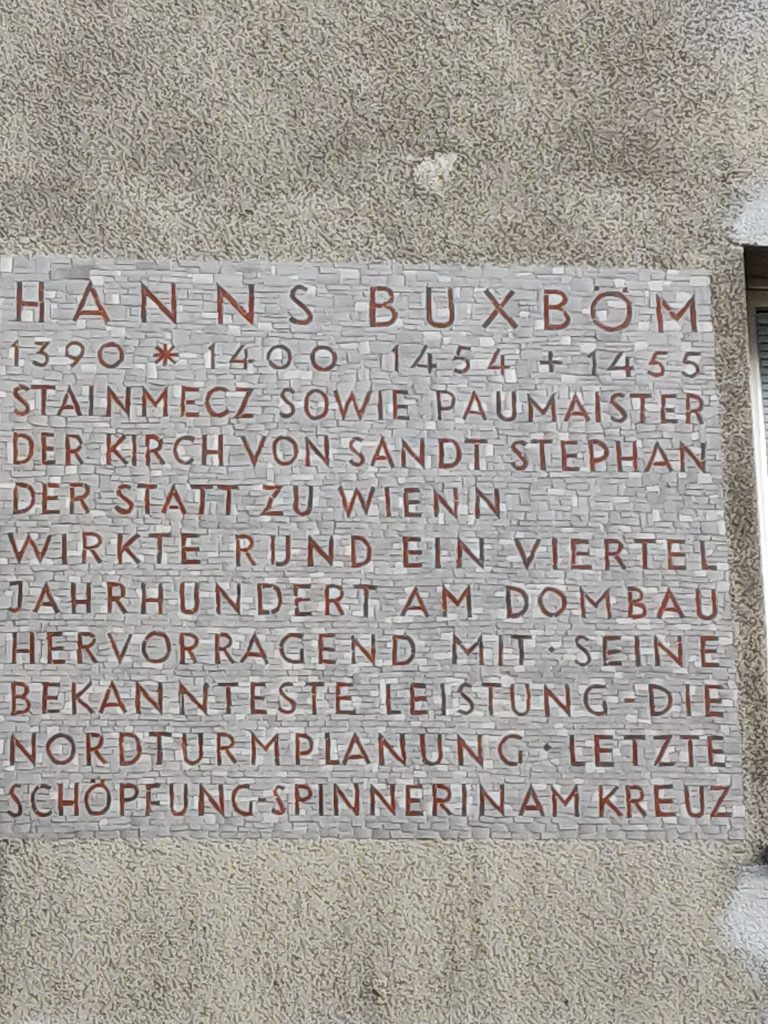 HANNS BUXBÖM
1390 * 1400 1454 + 1455
STAINMECZ SOWIE PAUMAISTER
DER KIRCH VON SANDT STEPHAN
DER STATT ZU WIENN
WIRKTE RUND EIN VIERTEL
JAHRHUNDERT AM DOMBAU
HERVORRAGEND MIT · SEINE
BEKANNTESTE LEISTUNG - DIE
NORDTURMPLANUNG · LETZTE
SCHÖPFUNG-SPINNERIN AM KREUZ